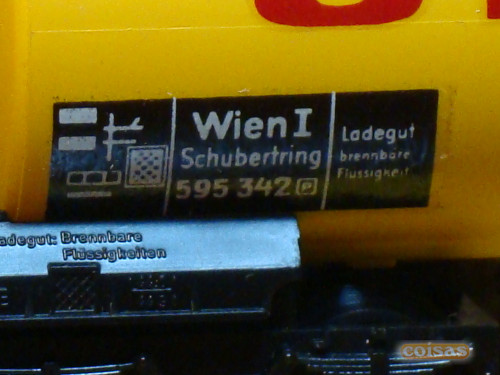 Wien I
Schubertring
595 342 P
Ladegut
brennbare
Flüssigkeit
adegut: Brennbare
Flüssigkeiten
coisas